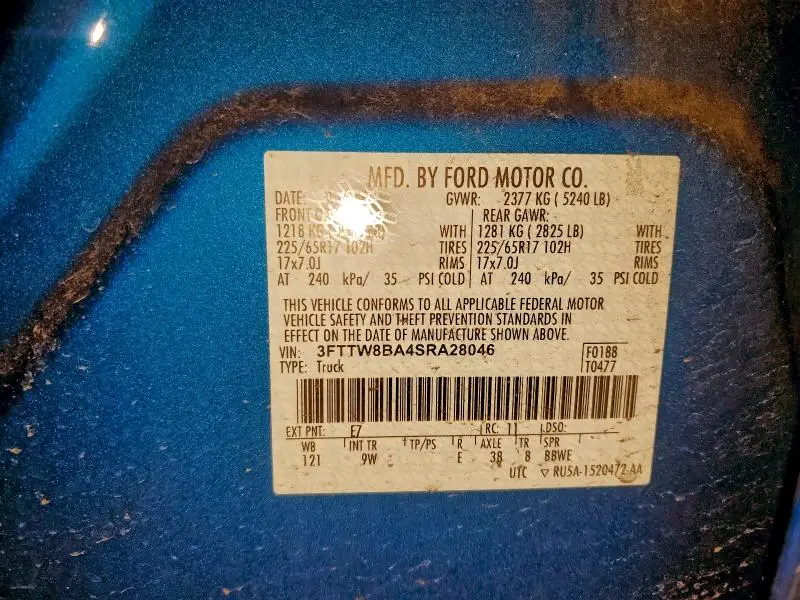 MFD. BY FORD MOTOR CO.
DATE: GVWR: 2377 KG ( 5240 LB)
FRONT REAR GAWR:
1218 KG WITH 1281 KG ( 2825 LB) WITH
225/65R17 102H TIRES 225/65R17 102H TIRES
17x7.0J RIMS 17x7.0J RIMS
AT 240 kPa/ 35 PSI COLD AT 240 kPa/ 35 PSI COLD
THIS VEHICLE CONFORMS TO ALL APPLICABLE FEDERAL MOTOR
VEHICLE SAFETY AND THEFT PREVENTION STANDARDS IN
EFFECT ON THE DATE OF MANUFACTURE SHOWN ABOVE.
VIN: 3FTTW8BA4SRA28046 F0188
TYPE: Truck T0477
EXT PNT: E7 RC: 11 DSO:
WB INT TR TP/PS R AXLE TR SPR
121 9W E 38 8 BBWE
UTC ▽ RU5A-1520472-AA